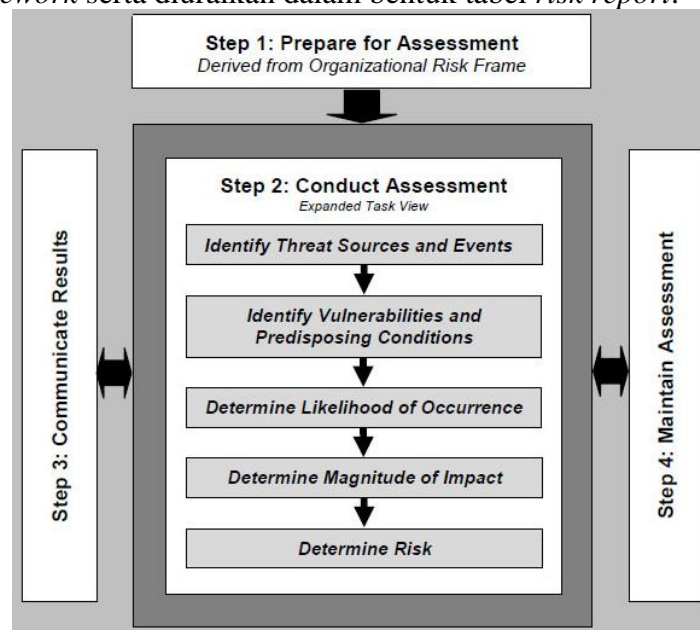 ework serta diuraikan dalam bentuk tabel risk report.
Step 1: Prepare for Assessment
Derived from Organizational Risk Frame
Step 2: Conduct Assessment
Expanded Task View
Identify Threat Sources and Events
Identify Vulnerabilities and
Predisposing Conditions
Determine Likelihood of Occurrence
Determine Magnitude of Impact
Determine Risk
Step 3: Communicate Results
Step 4: Maintain Assessment